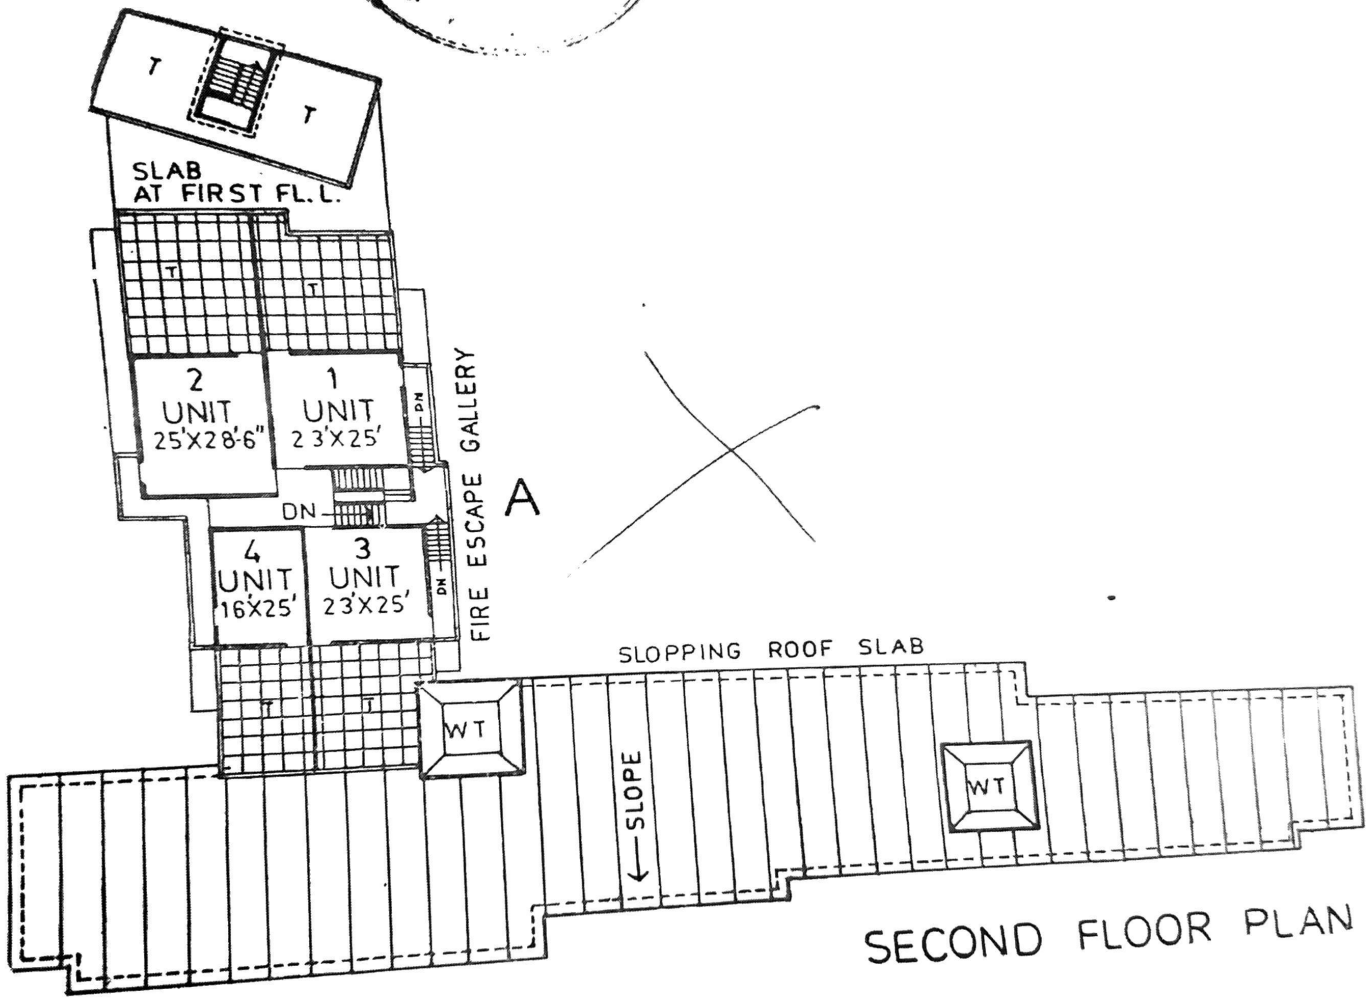 T
T
SLAB
AT FIRST FL. L.
T
T
2
UNIT
25'X28'-6"
1
UNIT
23'X25'
DN
FIRE ESCAPE GALLERY
A
DN
4
UNIT
16'X25'
3
UNIT
23'X25'
DN
T
T
WT
SLOPPING ROOF SLAB
SLOPE
WT
SECOND FLOOR PLAN